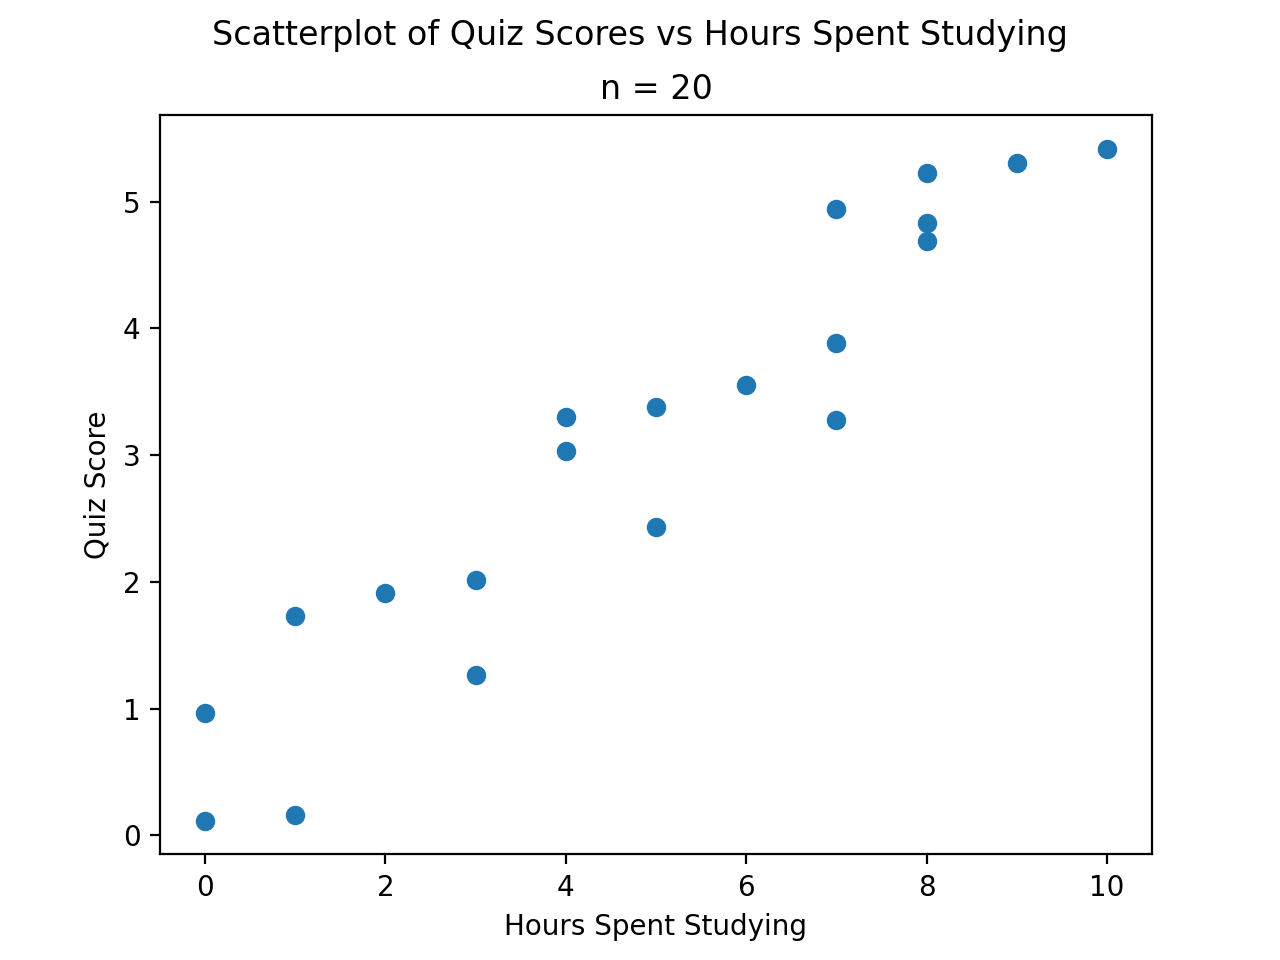 Scatterplot of Quiz Scores vs Hours Spent Studying
n = 20
5
4
3
2
1
0
Quiz Score
0 2 4 6 8 10
Hours Spent Studying